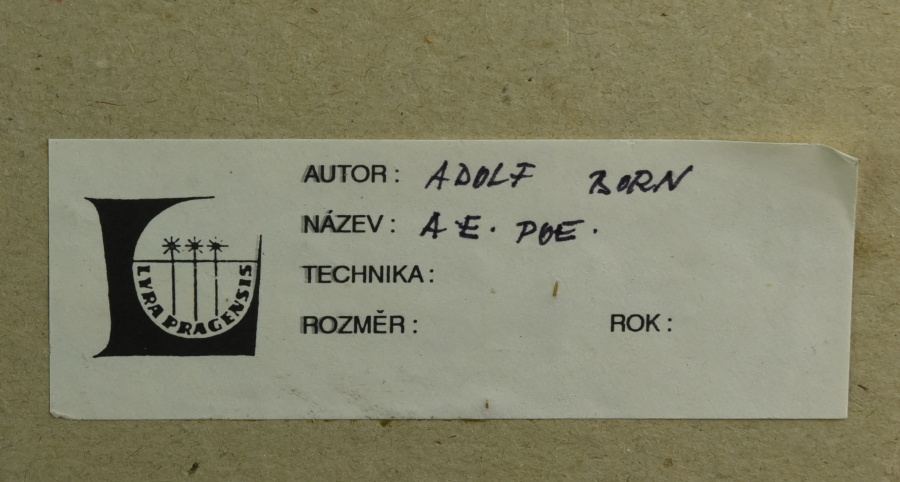 AUTOR: ADOLF BORN
NÁZEV: A.E. POE.
TECHNIKA:
ROZMĚR: ROK:
LYRA PRAGENSIS